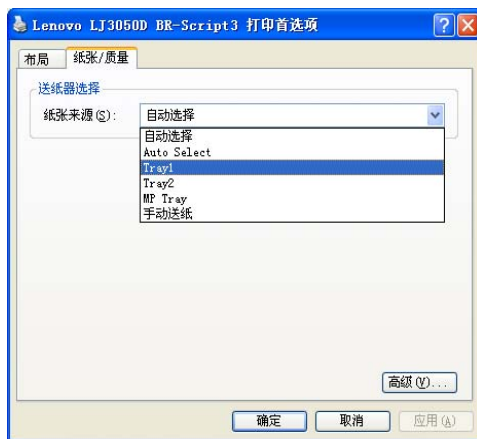 Lenovo LJ3050D BR-Script3 打印首选项
布局 纸张/质量
送纸器选择
纸张来源(S): 自动选择
自动选择
Auto Select
Tray1
Tray2
MP Tray
手动送纸
高级(V)...
确定 取消 应用(A)